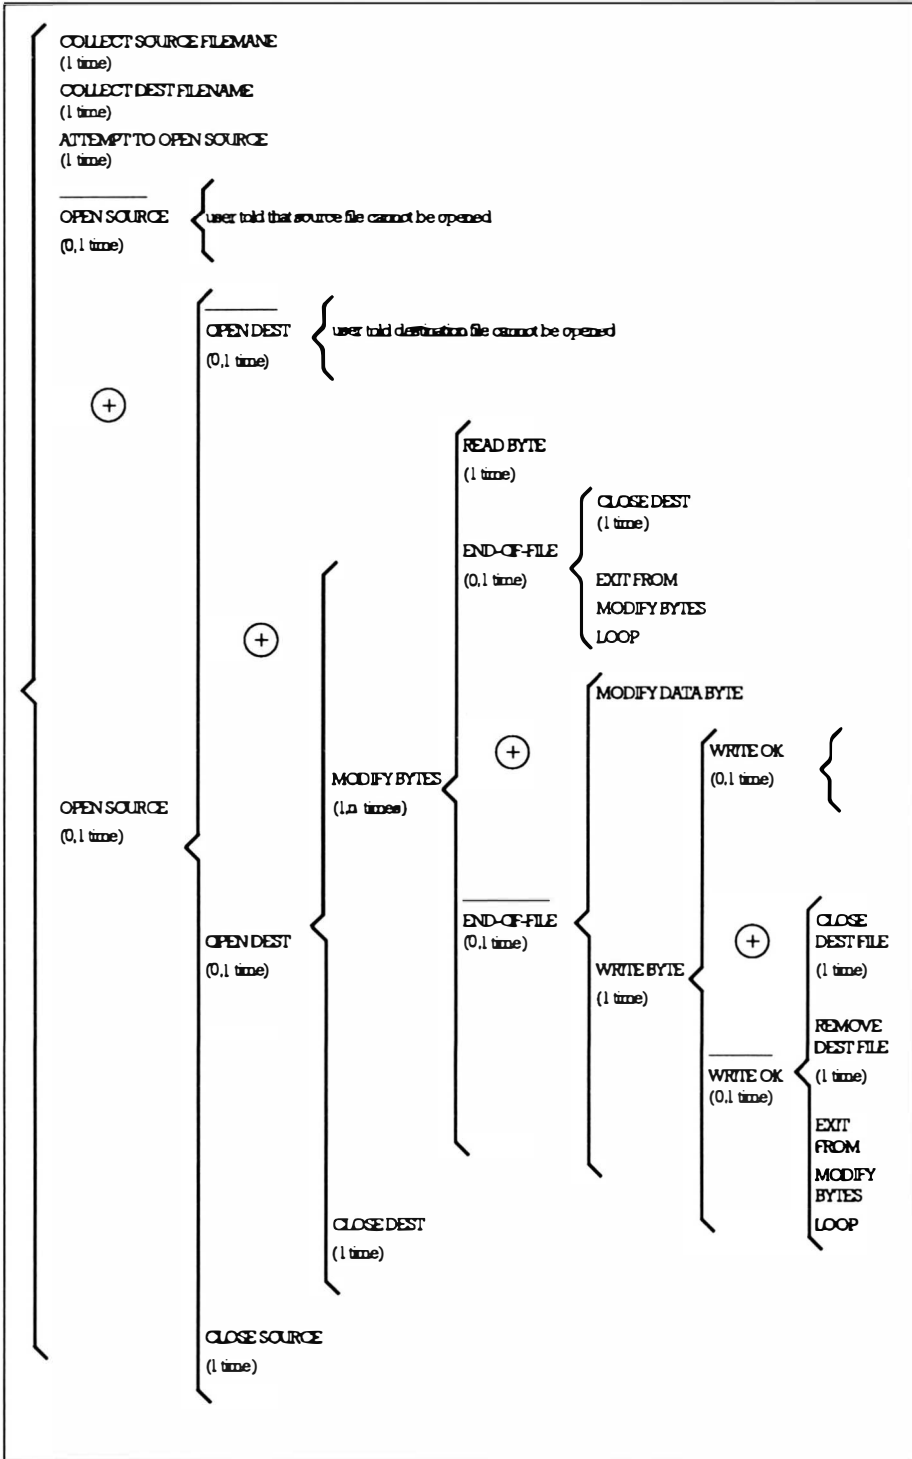 COLLECT SOURCE FILEMANE
(1 time)
COLLECT DEST FILENAME
(1 time)
ATTEMPT TO OPEN SOURCE
(1 time)
OPEN SOURCE
(0,1 time)
user told that source file cannot be opened
OPEN DEST
(0,1 time)
user told destination file cannot be opened
+
READ BYTE
(1 time)
END-OF-FILE
(0,1 time)
CLOSE DEST
(1 time)
EXIT FROM
MODIFY BYTES
LOOP
+
+
MODIFY DATA BYTE
WRITE OK
(0,1 time)
MODIFY BYTES
(1,n times)
OPEN SOURCE
(0,1 time)
END-OF-FILE
(0,1 time)
OPEN DEST
(0,1 time)
WRITE BYTE
(1 time)
+
CLOSE
DEST FILE
(1 time)
REMOVE
DEST FILE
(1 time)
WRITE OK
(0,1 time)
EXIT
FROM
MODIFY
BYTES
LOOP
CLOSE DEST
(1 time)
CLOSE SOURCE
(1 time)